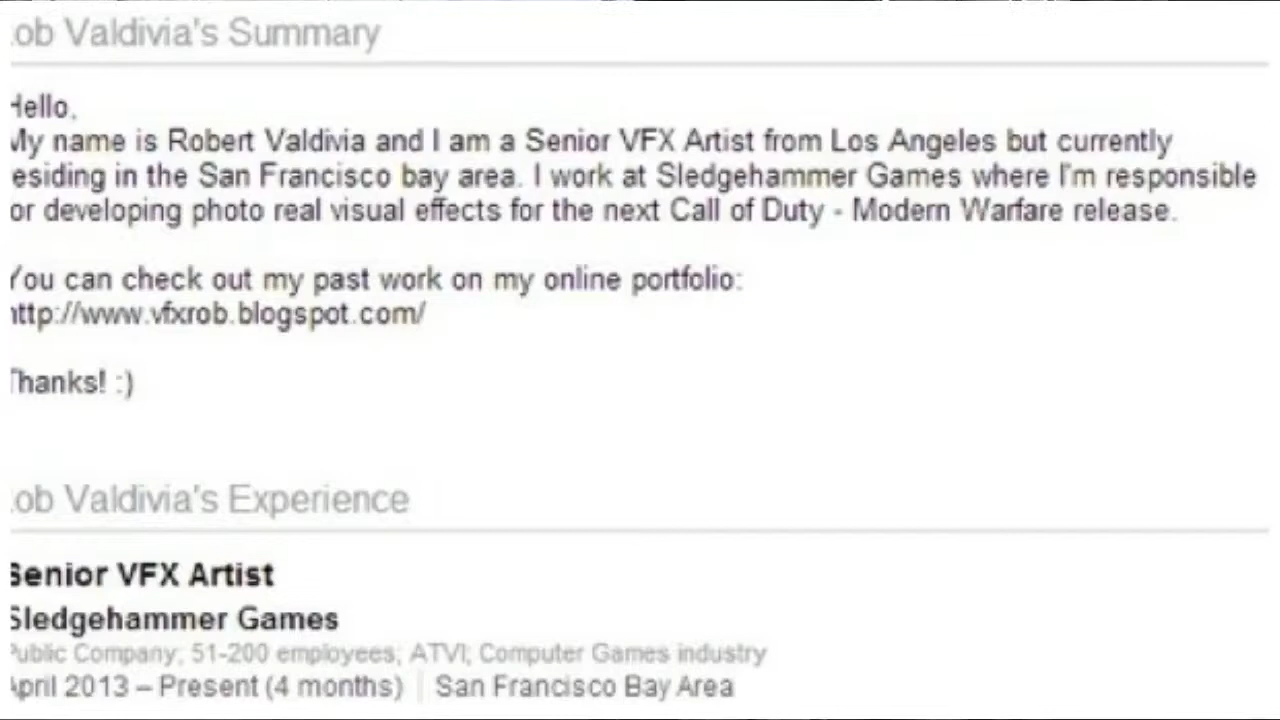 ob Valdivia's Summary
Hello,
My name is Robert Valdivia and I am a Senior VFX Artist from Los Angeles but currently
esiding in the San Francisco bay area. I work at Sledgehammer Games where I'm responsible
or developing photo real visual effects for the next Call of Duty - Modern Warfare release.
You can check out my past work on my online portfolio:
http://www.vfxrob.blogspot.com/
Thanks! :)
ob Valdivia's Experience
Senior VFX Artist
Sledgehammer Games
Public Company; 51-200 employees; ATVI; Computer Games industry
April 2013 – Present (4 months) | San Francisco Bay Area